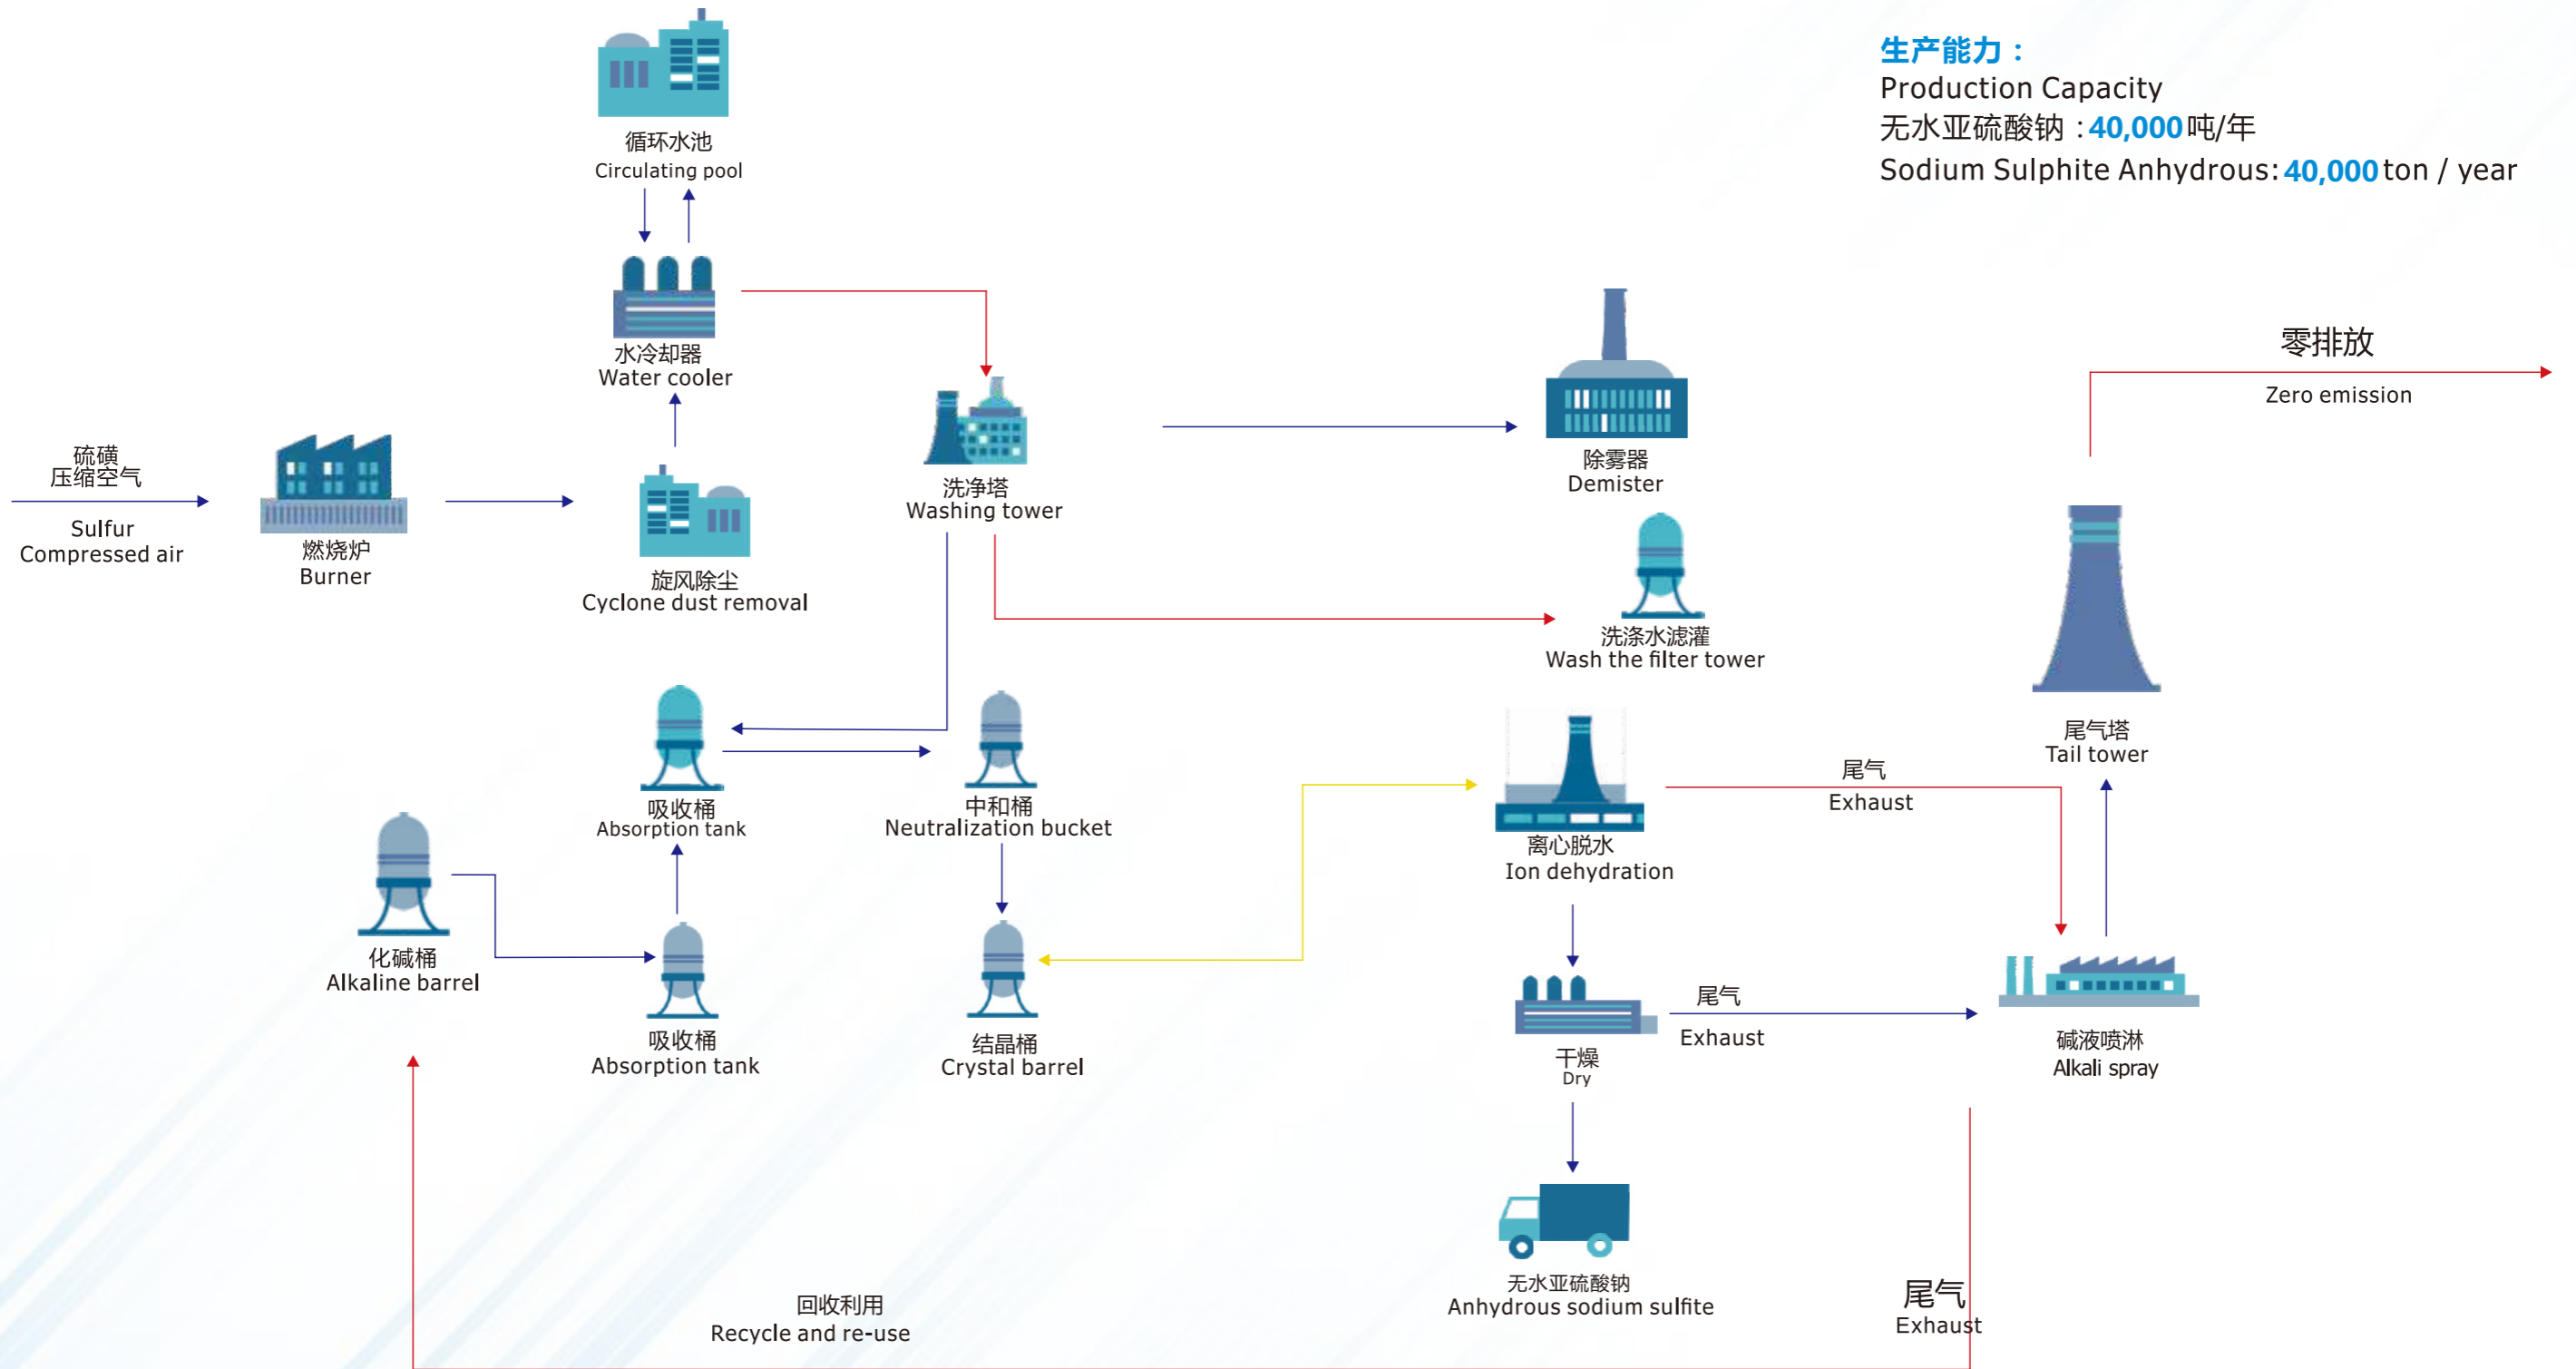 生产能力：
Production Capacity
无水亚硫酸钠：40,000吨/年
Sodium Sulphite Anhydrous: 40,000 ton / year
循环水池
Circulating pool
水冷却器
Water cooler
零排放
Zero emission
硫磺
压缩空气
Sulfur
Compressed air
燃烧炉
Burner
旋风除尘
Cyclone dust removal
洗净塔
Washing tower
除雾器
Demister
洗涤水滤灌
Wash the filter tower
尾气塔
Tail tower
吸收桶
Absorption tank
中和桶
Neutralization bucket
离心脱水
Ion dehydration
尾气
Exhaust
化碱桶
Alkaline barrel
吸收桶
Absorption tank
结晶桶
Crystal barrel
干燥
Dry
尾气
Exhaust
碱液喷淋
Alkali spray
无水亚硫酸钠
Anhydrous sodium sulfite
尾气
Exhaust
回收利用
Recycle and re-use